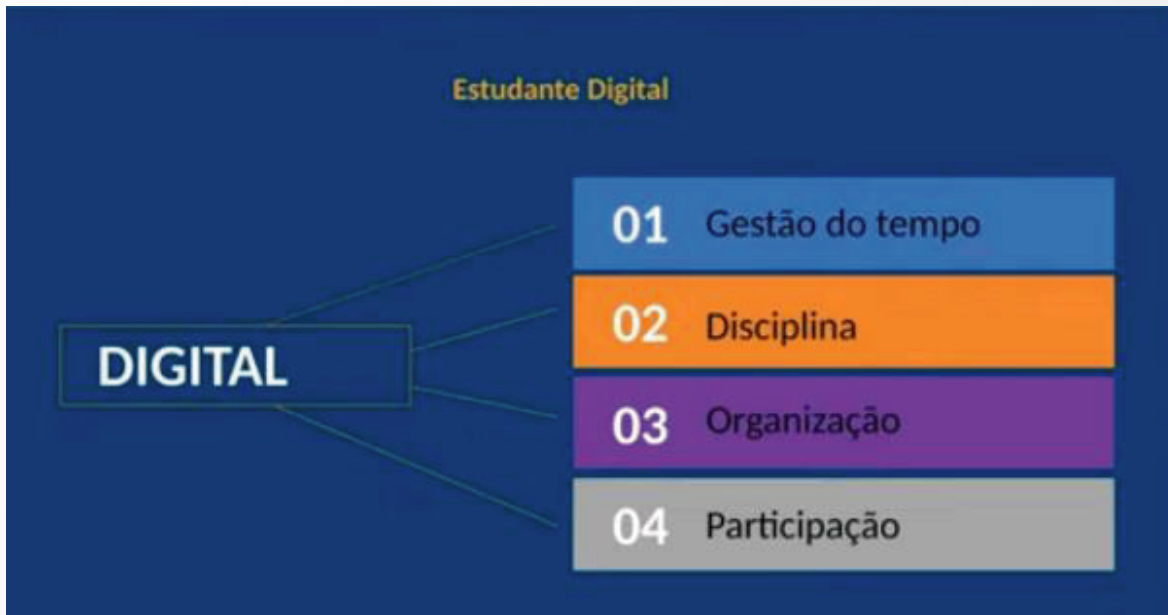 Estudante Digital
DIGITAL
01 Gestão do tempo
02 Disciplina
03 Organização
04 Participação